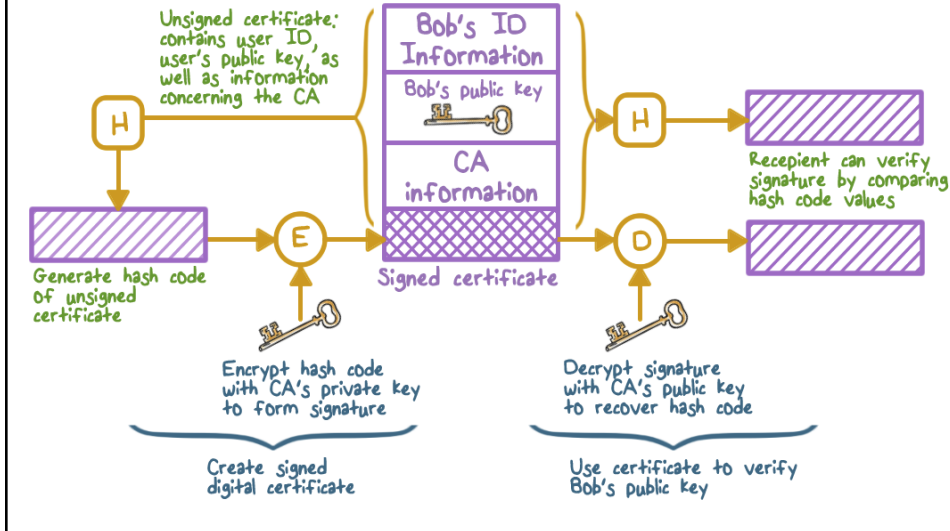 Unsigned certificate:
contains user ID,
user's public key, as
well as information
concerning the CA
Bob's ID
Information
Bob's public key
CA
information
H
H
Recepient can verify
signature by comparing
hash code values
E
D
Generate hash code
of unsigned
certificate
Signed certificate
Encrypt hash code
with CA's private key
to form signature
Decrypt signature
with CA's public key
to recover hash code
Create signed
digital certificate
Use certificate to verify
Bob's public key